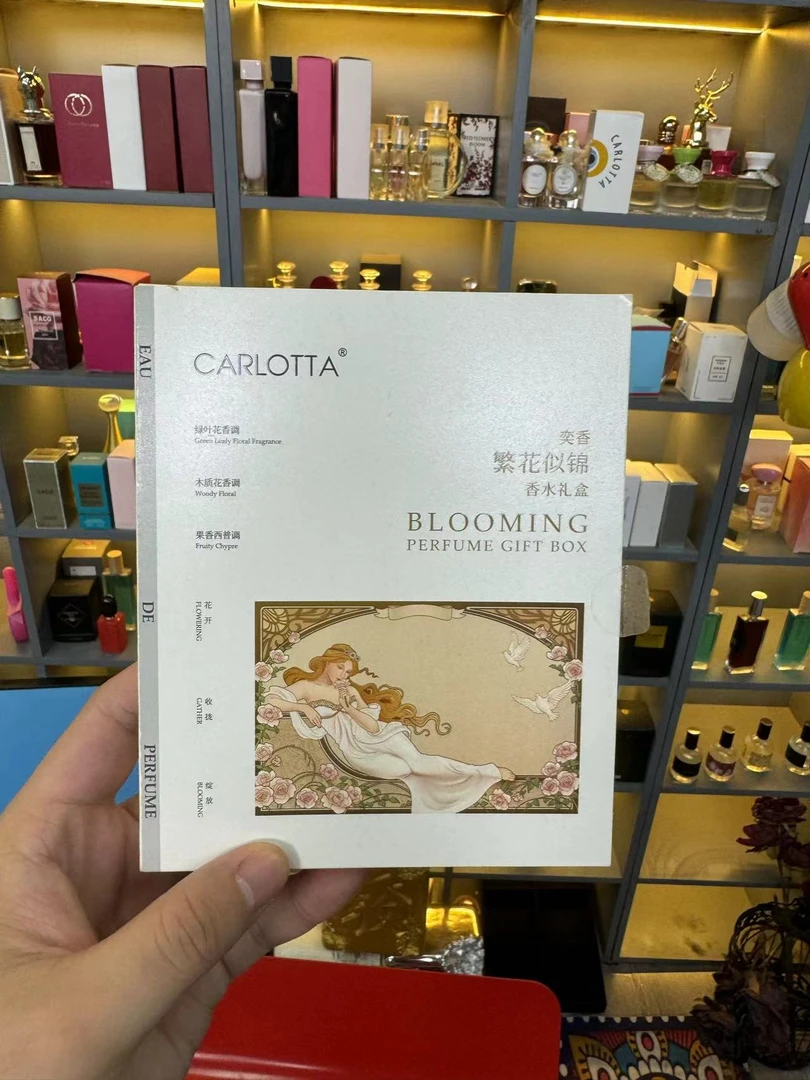 CARLOTTA®
绿叶花香调
Green Leafy Floral Fragrance
木质花香调
Woody Floral
果香西普调
Fruity Chypre
奕香
繁花似锦
香水礼盒
BLOOMING
PERFUME GIFT BOX
花开
FLOWERING
收拢
GATHER
绽放
BLOOMING
EAU
DE
PERFUME
CARLOTTA